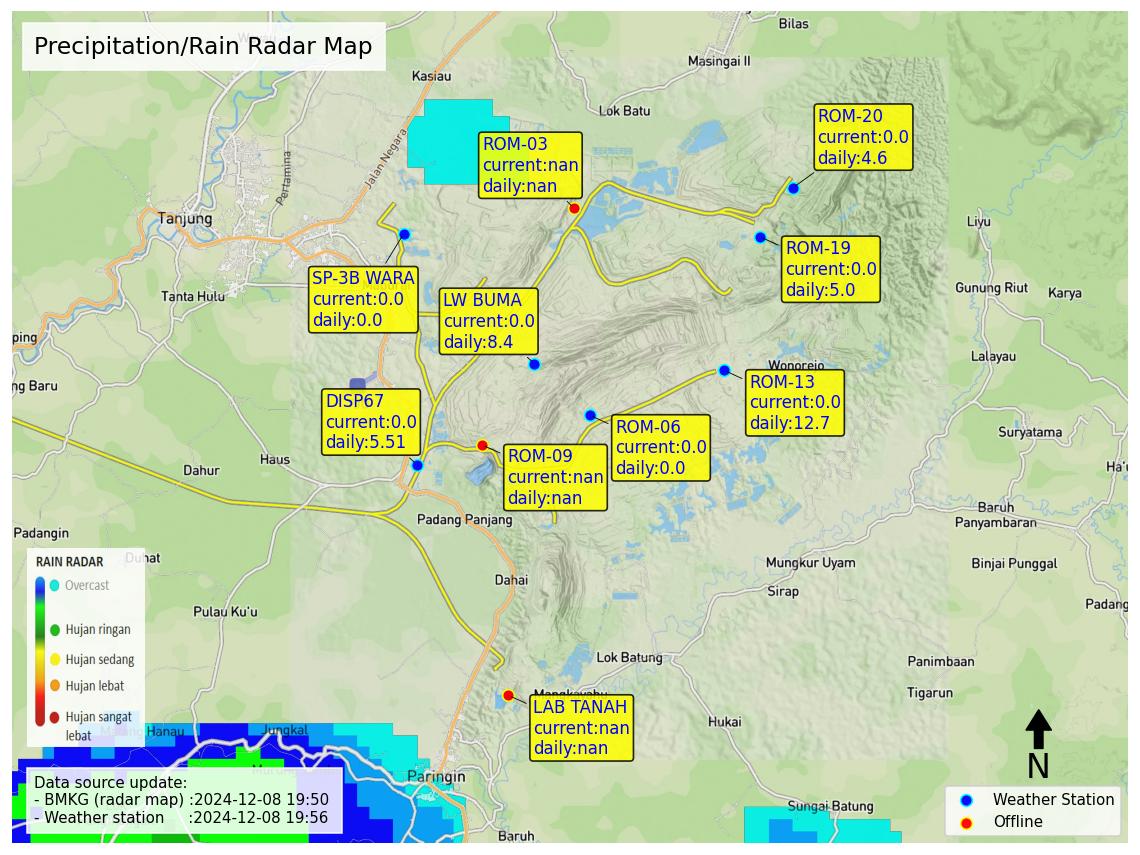 Precipitation/Rain Radar Map
Bilas
Masingai II
Kasiau
Lok Batu
Jalan Negara
Pertamina
Tanjung
Tanta Hulu
ROM-03
current:nan
daily:nan
ROM-20
current:0.0
daily:4.6
Liyu
ROM-19
current:0.0
daily:5.0
SP-3B WARA
current:0.0
daily:0.0
LW BUMA
current:0.0
daily:8.4
Gunung Riut
Karya
ping
ng Baru
Lalayau
Wonorejo
ROM-13
current:0.0
daily:12.7
DISP67
current:0.0
daily:5.51
ROM-06
current:0.0
daily:0.0
ROM-09
current:nan
daily:nan
Suryatama
Ha'u
Haus
Dahur
Padang Panjang
Baruh
Panyambaran
Padangin
Duhat
Dahai
Mungkur Uyam
Binjai Punggal
Sirap
Padang
Pulau Ku'u
RAIN RADAR
Overcast
Hujan ringan
Hujan sedang
Hujan lebat
Hujan sangat
lebat
Lok Batung
Panimbaan
Tigarun
Mangkayahu
LAB TANAH
current:nan
daily:nan
Hukai
Hanau
Jungkal
Paringin
Sungai Batung
Baruh
N
Data source update:
- BMKG (radar map) :2024-12-08 19:50
- Weather station :2024-12-08 19:56
Weather Station
Offline